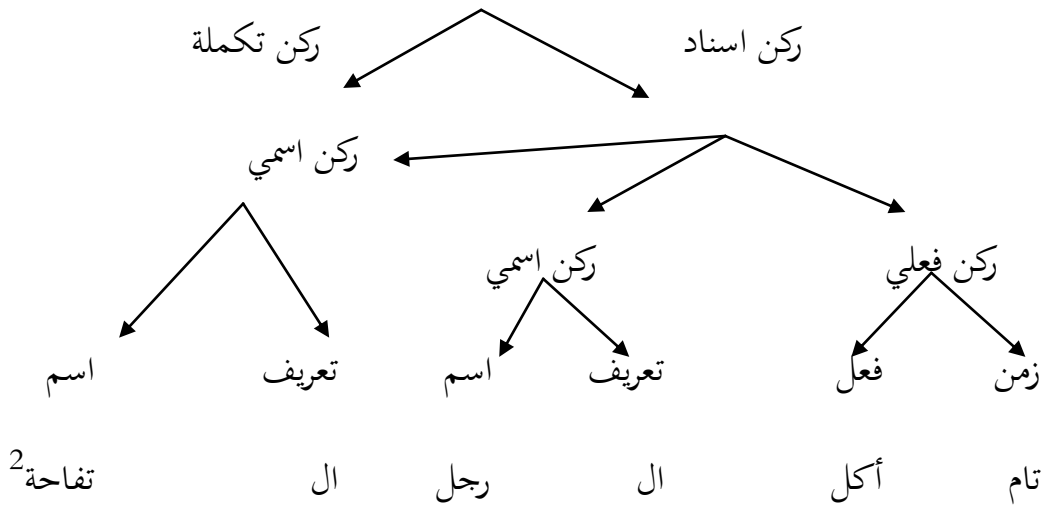 ركن اسناد ركن تكملة
ركن اسمي
ركن فعلي ركن اسمي
زمن فعل تعريف اسم تعريف اسم
تام أكل ال رجل ال تفاحة2